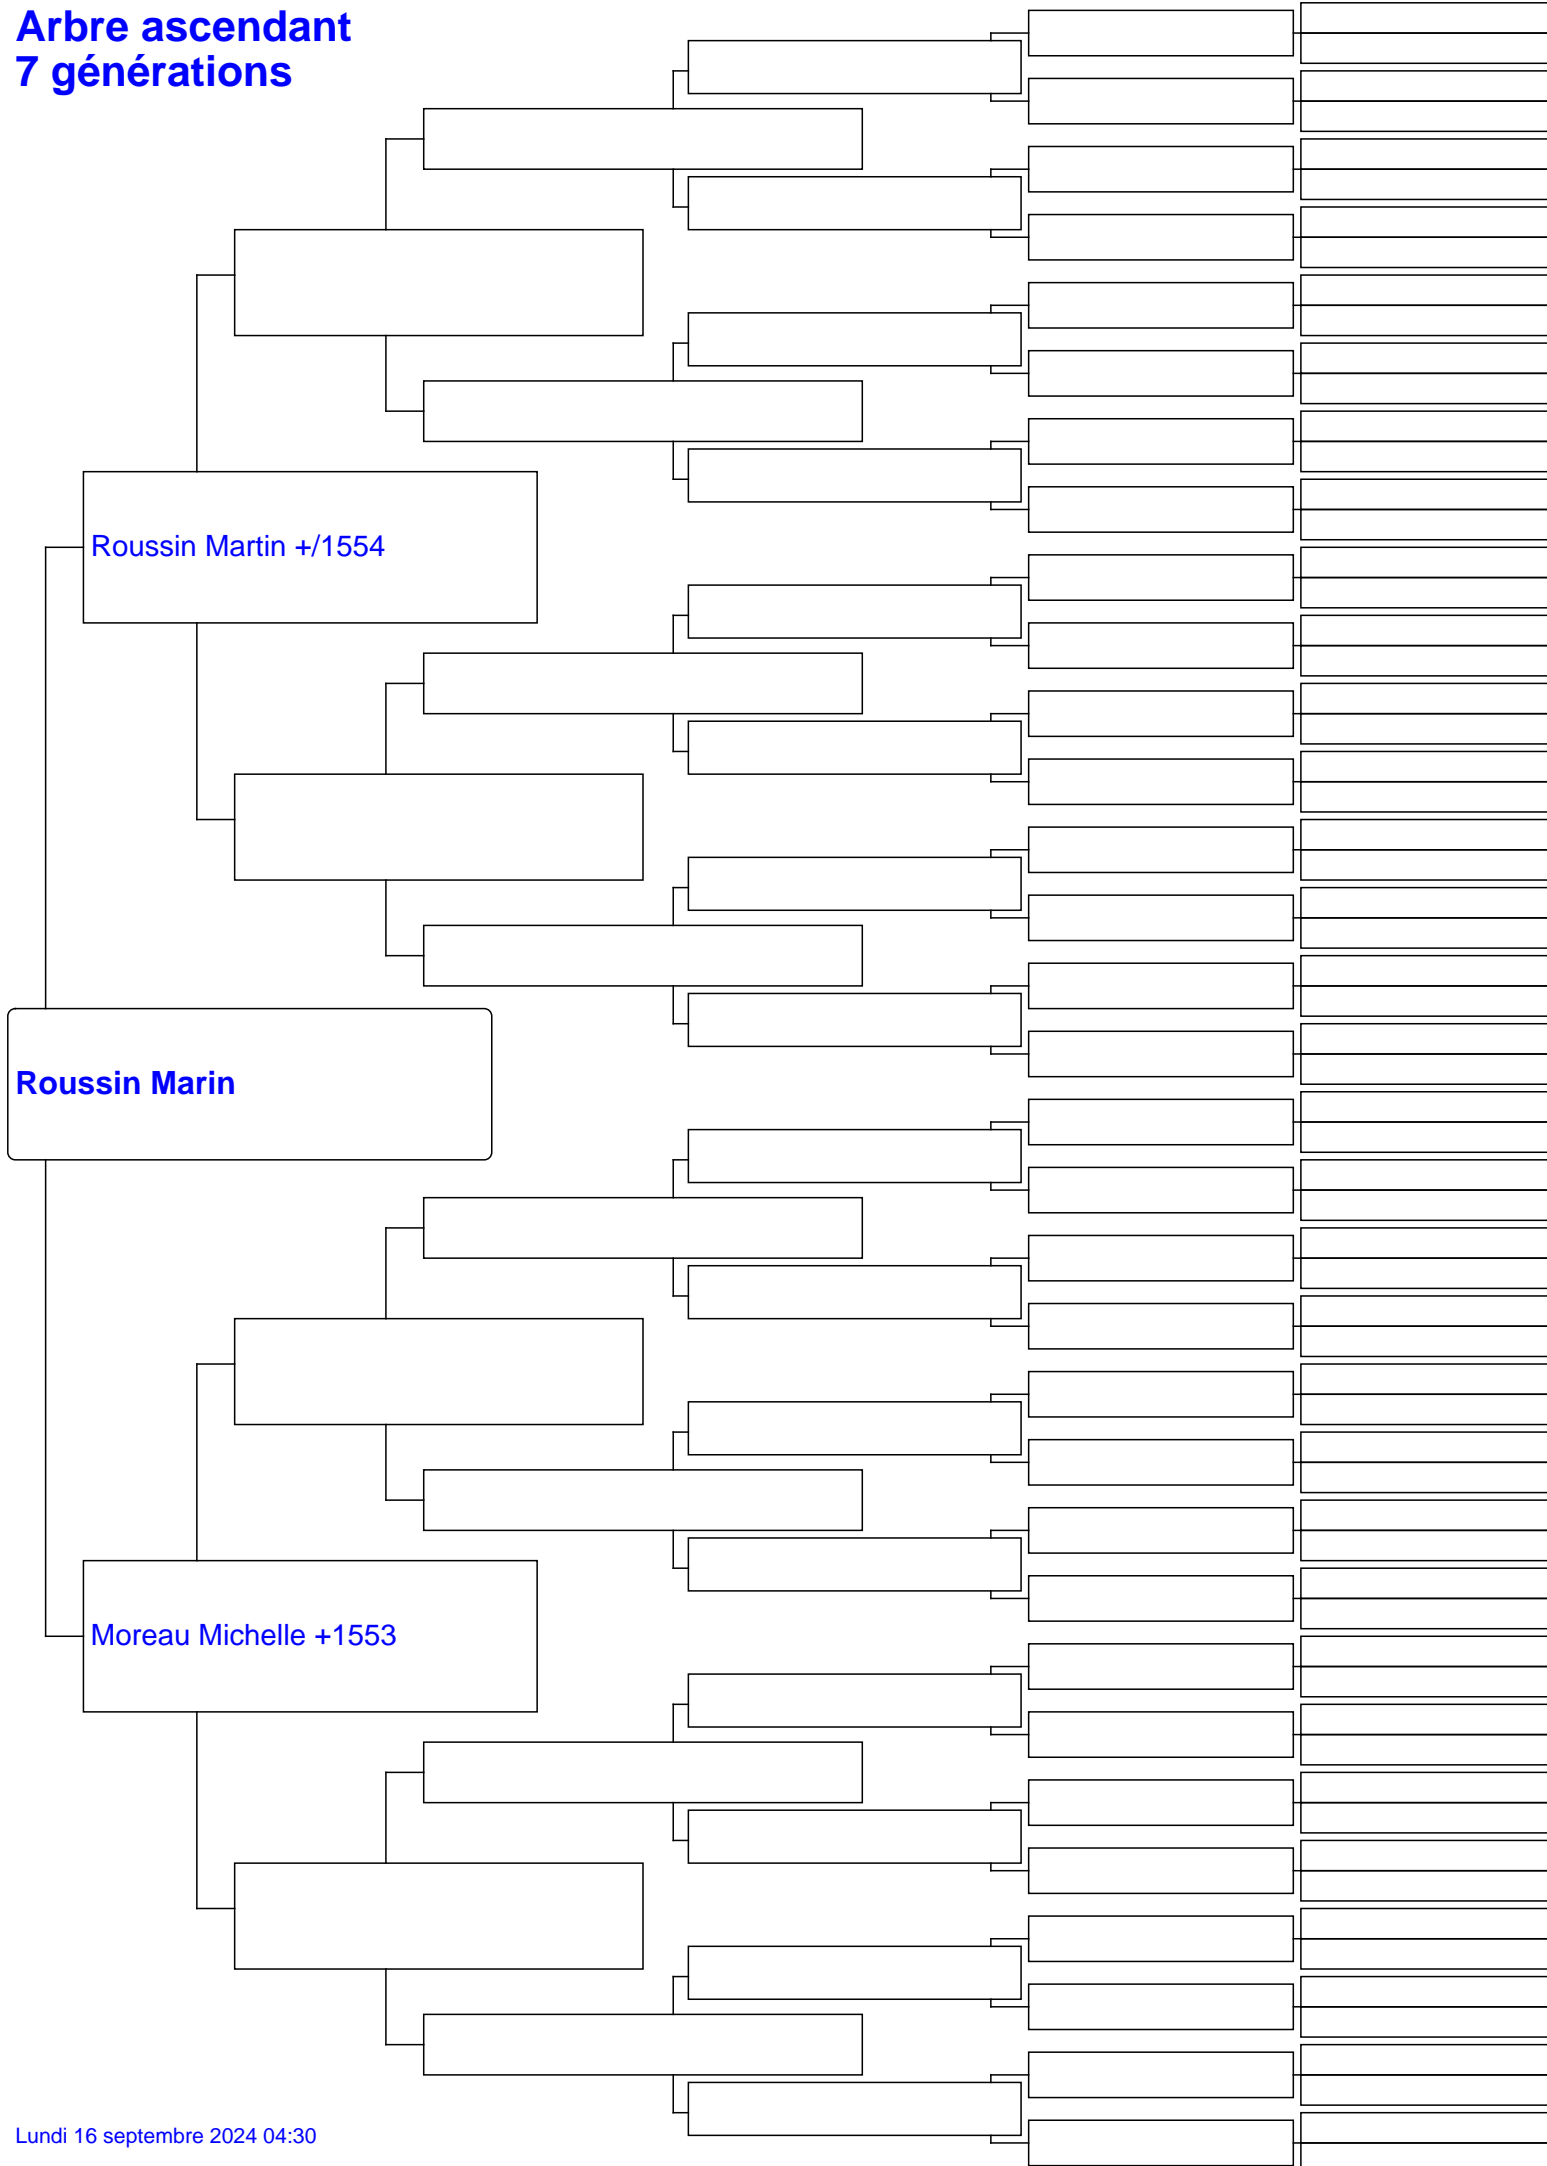 Arbre ascendant
7 générations
Roussin Martin +/1554
Roussin Marin
Moreau Michelle +1553
Lundi 16 septembre 2024 04:30